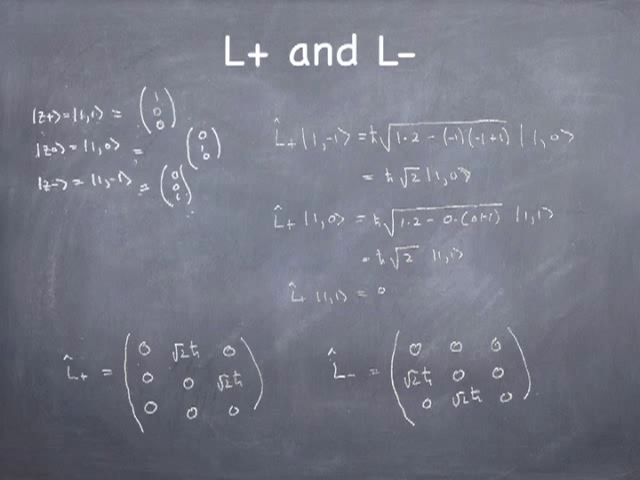 L+ and L-
|z+> = |1,1> = (1 0 0)
|z0> = |1,0> = (0 1 0)
|z-> = |1,-1> = (0 0 1)
L̂₊ |1,-1> = ħ√(1·2 - (-1)(-1+1)) |1,0>
= ħ√2 |1,0>
L̂₊ |1,0> = ħ√(1·2 - 0·(0+1)) |1,1>
= ħ√2 |1,1>
L̂₊ |1,1> = 0
L̂₊ = (0 √2ħ 0
0 0 √2ħ
0 0 0)
L̂₋ = (0 0 0
√2ħ 0 0
0 √2ħ 0)